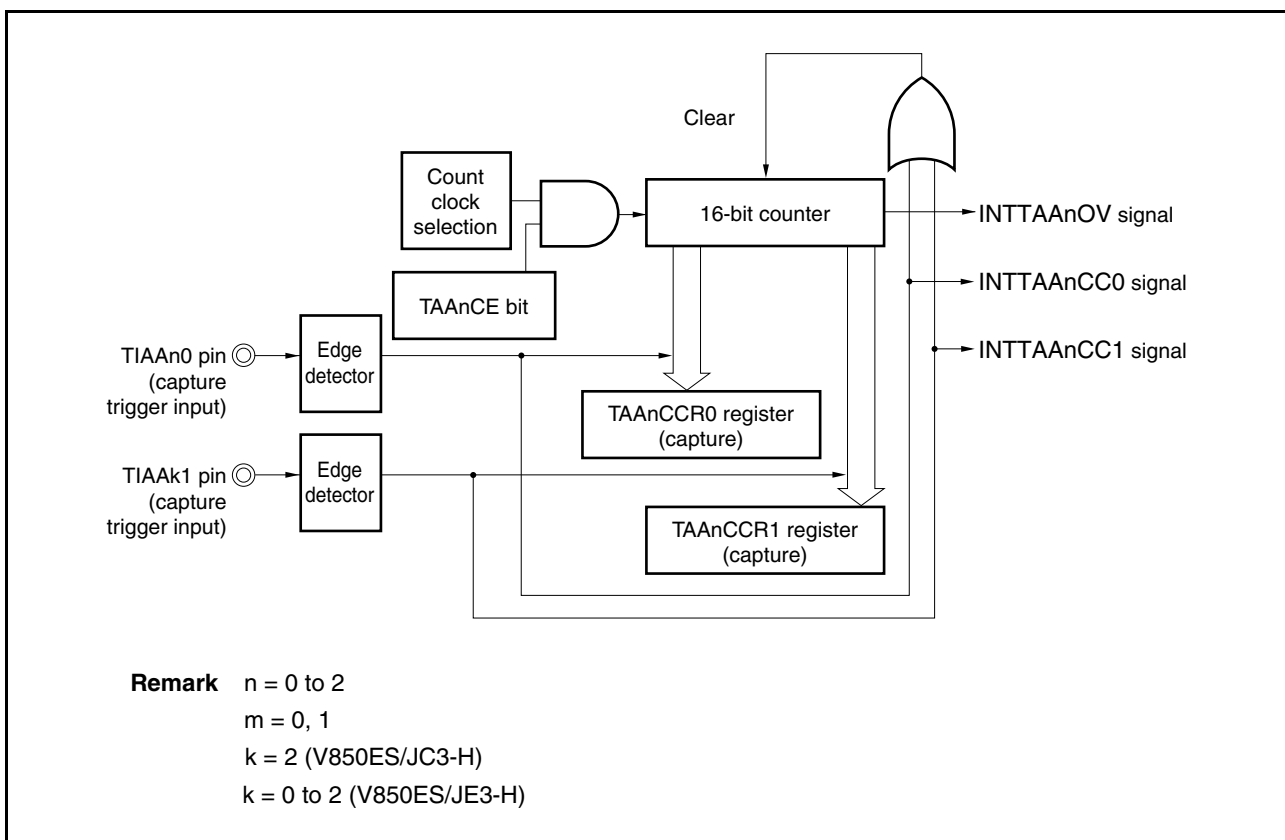 Clear
Count
clock
selection
16-bit counter
INTTAAnOV signal
TAAnCE bit
INTTAAnCC0 signal
TIAAn0 pin
(capture
trigger input)
Edge
detector
INTTAAnCC1 signal
TAAnCCR0 register
(capture)
TIAAk1 pin
(capture
trigger input)
Edge
detector
TAAnCCR1 register
(capture)
Remark n = 0 to 2
m = 0, 1
k = 2 (V850ES/JC3-H)
k = 0 to 2 (V850ES/JE3-H)